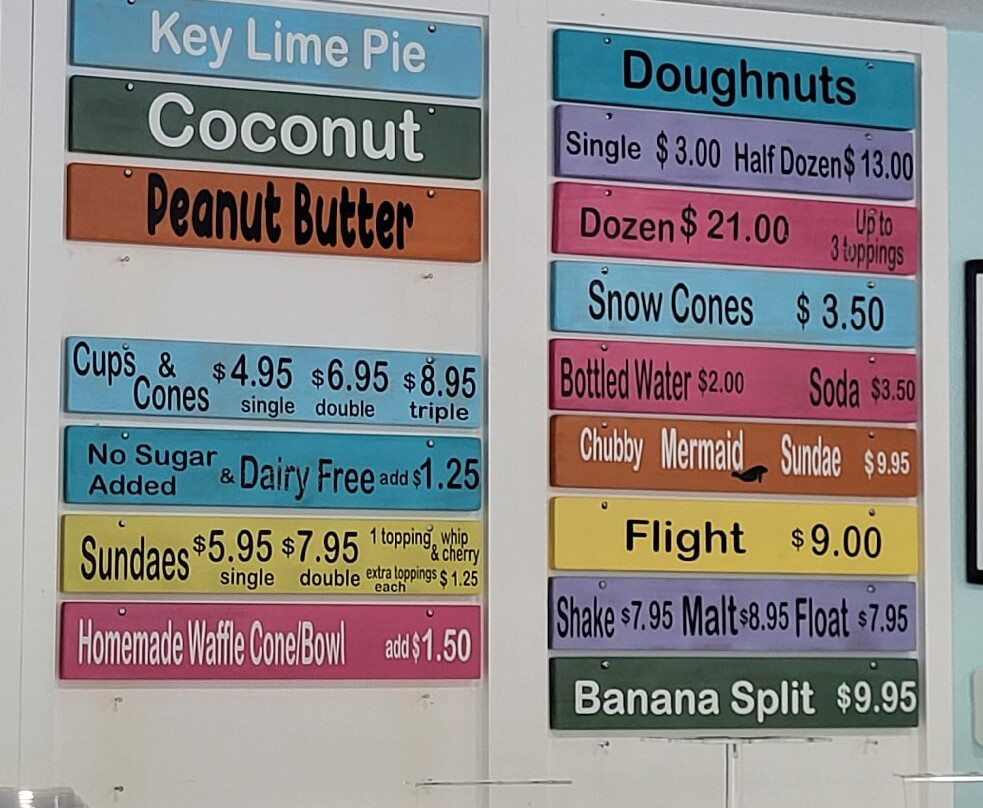 Key Lime Pie
Coconut
Peanut Butter
Cups & Cones $4.95 single $6.95 double $8.95 triple
No Sugar Added & Dairy Free add $1.25
Sundaes $5.95 single $7.95 double 1 topping, whip & cherry extra toppings each $1.25
Homemade Waffle Cone/Bowl add $1.50
Doughnuts
Single $3.00 Half Dozen $13.00
Dozen $21.00 Up to 3 toppings
Snow Cones $3.50
Bottled Water $2.00 Soda $3.50
Chubby Mermaid Sundae $9.95
Flight $9.00
Shake $7.95 Malt $8.95 Float $7.95
Banana Split $9.95